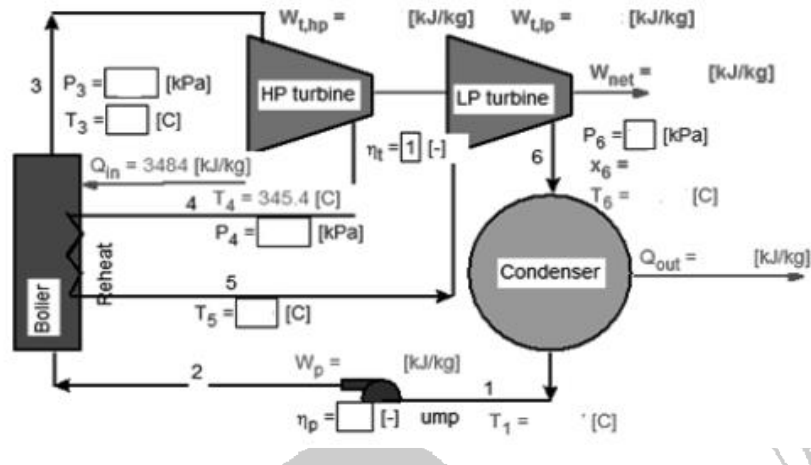 W_t,hp = [kJ/kg] W_t,lp = [kJ/kg]
3
P_3 = [kPa]
T_3 = [C]
HP turbine
LP turbine
W_net = [kJ/kg]
η_t = 1 [-]
6
P_6 = [kPa]
x_6 =
T_6 = [C]
Q_in = 3484 [kJ/kg]
4
T_4 = 345.4 [C]
P_4 = [kPa]
Reheat
Bolier
5
T_5 = [C]
Condenser
Q_out = [kJ/kg]
2
W_p = [kJ/kg]
1
η_p = [-] ump
T_1 = [C]